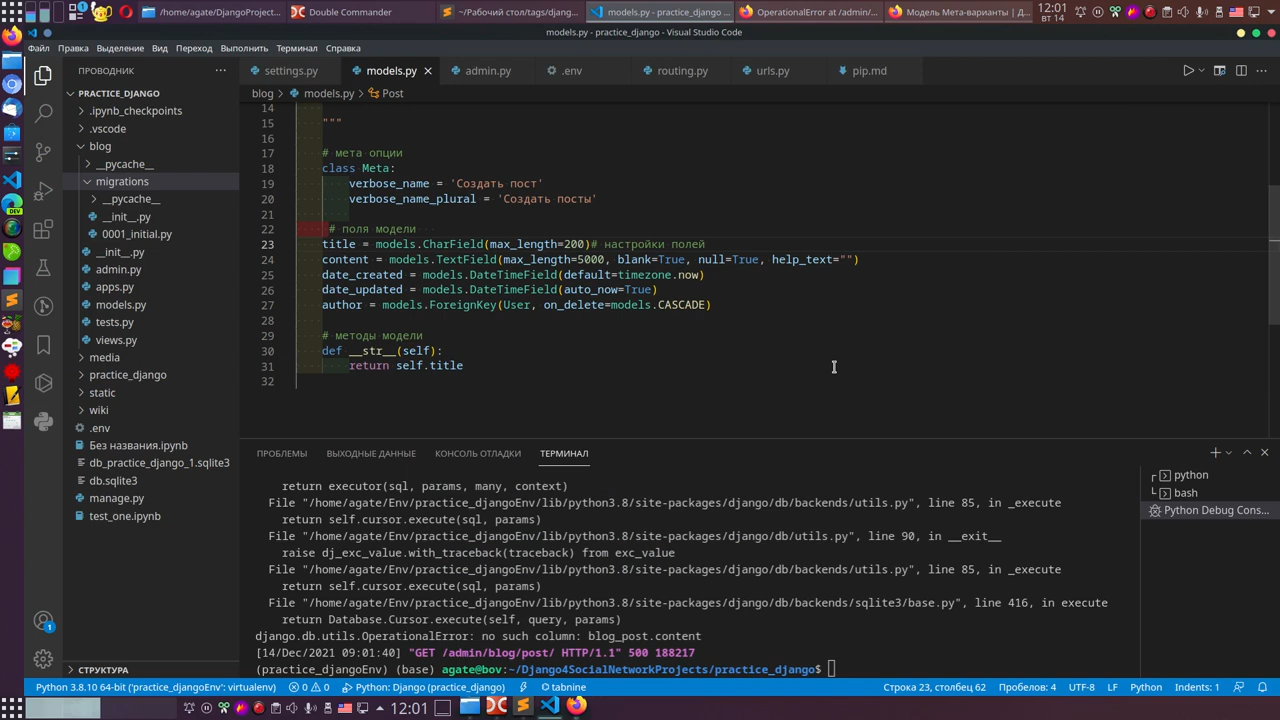 /home/agate/DjangoProject...
Double Commander
~/Рабочий стол/tags/djang...
models.py - practice_django ...
OperationalError at /admin/...
Модель Мета-варианты | Д...
12:01
вт 14
models.py - practice_django - Visual Studio Code
Файл Правка Выделение Вид Переход Выполнить Терминал Справка
ПРОВОДНИК ···
settings.py models.py admin.py .env routing.py urls.py pip.md
PRACTICE_DJANGO
blog > models.py > Post
.ipynb_checkpoints
.vscode
blog
__pycache__
migrations
__pycache__
__init__.py
0001_initial.py
__init__.py
admin.py
apps.py
models.py
tests.py
views.py
media
practice_django
static
wiki
.env
Без названия.ipynb
db_practice_django_1.sqlite3
db.sqlite3
manage.py
test_one.ipynb
СТРУКТУРА
DEV
1
14
15 """
16
17 # мета опции
18 class Meta:
19 verbose_name = 'Создать пост'
20 verbose_name_plural = 'Создать посты'
21
22 # поля модели
23 title = models.CharField(max_length=200)# настройки полей
24 content = models.TextField(max_length=5000, blank=True, null=True, help_text="")
25 date_created = models.DateTimeField(default=timezone.now)
26 date_updated = models.DateTimeField(auto_now=True)
27 author = models.ForeignKey(User, on_delete=models.CASCADE)
28
29 # методы модели
30 def __str__(self):
31 return self.title
32
ПРОБЛЕМЫ ВЫХОДНЫЕ ДАННЫЕ КОНСОЛЬ ОТЛАДКИ ТЕРМИНАЛ
return executor(sql, params, many, context)
File "/home/agate/Env/practice_djangoEnv/lib/python3.8/site-packages/django/db/backends/utils.py", line 85, in _execute
return self.cursor.execute(sql, params)
File "/home/agate/Env/practice_djangoEnv/lib/python3.8/site-packages/django/db/utils.py", line 90, in __exit__
raise dj_exc_value.with_traceback(traceback) from exc_value
File "/home/agate/Env/practice_djangoEnv/lib/python3.8/site-packages/django/db/backends/utils.py", line 85, in _execute
return self.cursor.execute(sql, params)
File "/home/agate/Env/practice_djangoEnv/lib/python3.8/site-packages/django/db/backends/sqlite3/base.py", line 416, in execute
return Database.Cursor.execute(self, query, params)
django.db.utils.OperationalError: no such column: blog_post.content
[14/Dec/2021 09:01:40] "GET /admin/blog/post/ HTTP/1.1" 500 188217
(practice_djangoEnv) (base) agate@bov:~/Django4SocialNetworkProjects/practice_django$
python
bash
Python Debug Cons...
Python 3.8.10 64-bit ('practice_djangoEnv': virtualenv) 0 0 Python: Django (practice_django) tabnine
Строка 23, столбец 62 Пробелов: 4 UTF-8 LF Python Indents: 1
12:01